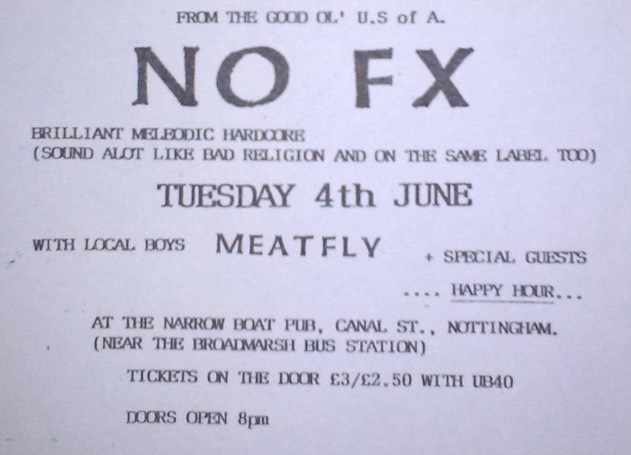 FROM THE GOOD OL' U.S of A.
NO FX
BRILLIANT MELEODIC HARDCORE
(SOUND ALOT LIKE BAD RELIGION AND ON THE SAME LABEL TOO)
TUESDAY 4th JUNE
WITH LOCAL BOYS MEATFLY + SPECIAL GUESTS
.... HAPPY HOUR...
AT THE NARROW BOAT PUB, CANAL ST., NOTTINGHAM.
(NEAR THE BROADMARSH BUS STATION)
TICKETS ON THE DOOR £3/£2.50 WITH UB40
DOORS OPEN 8pm